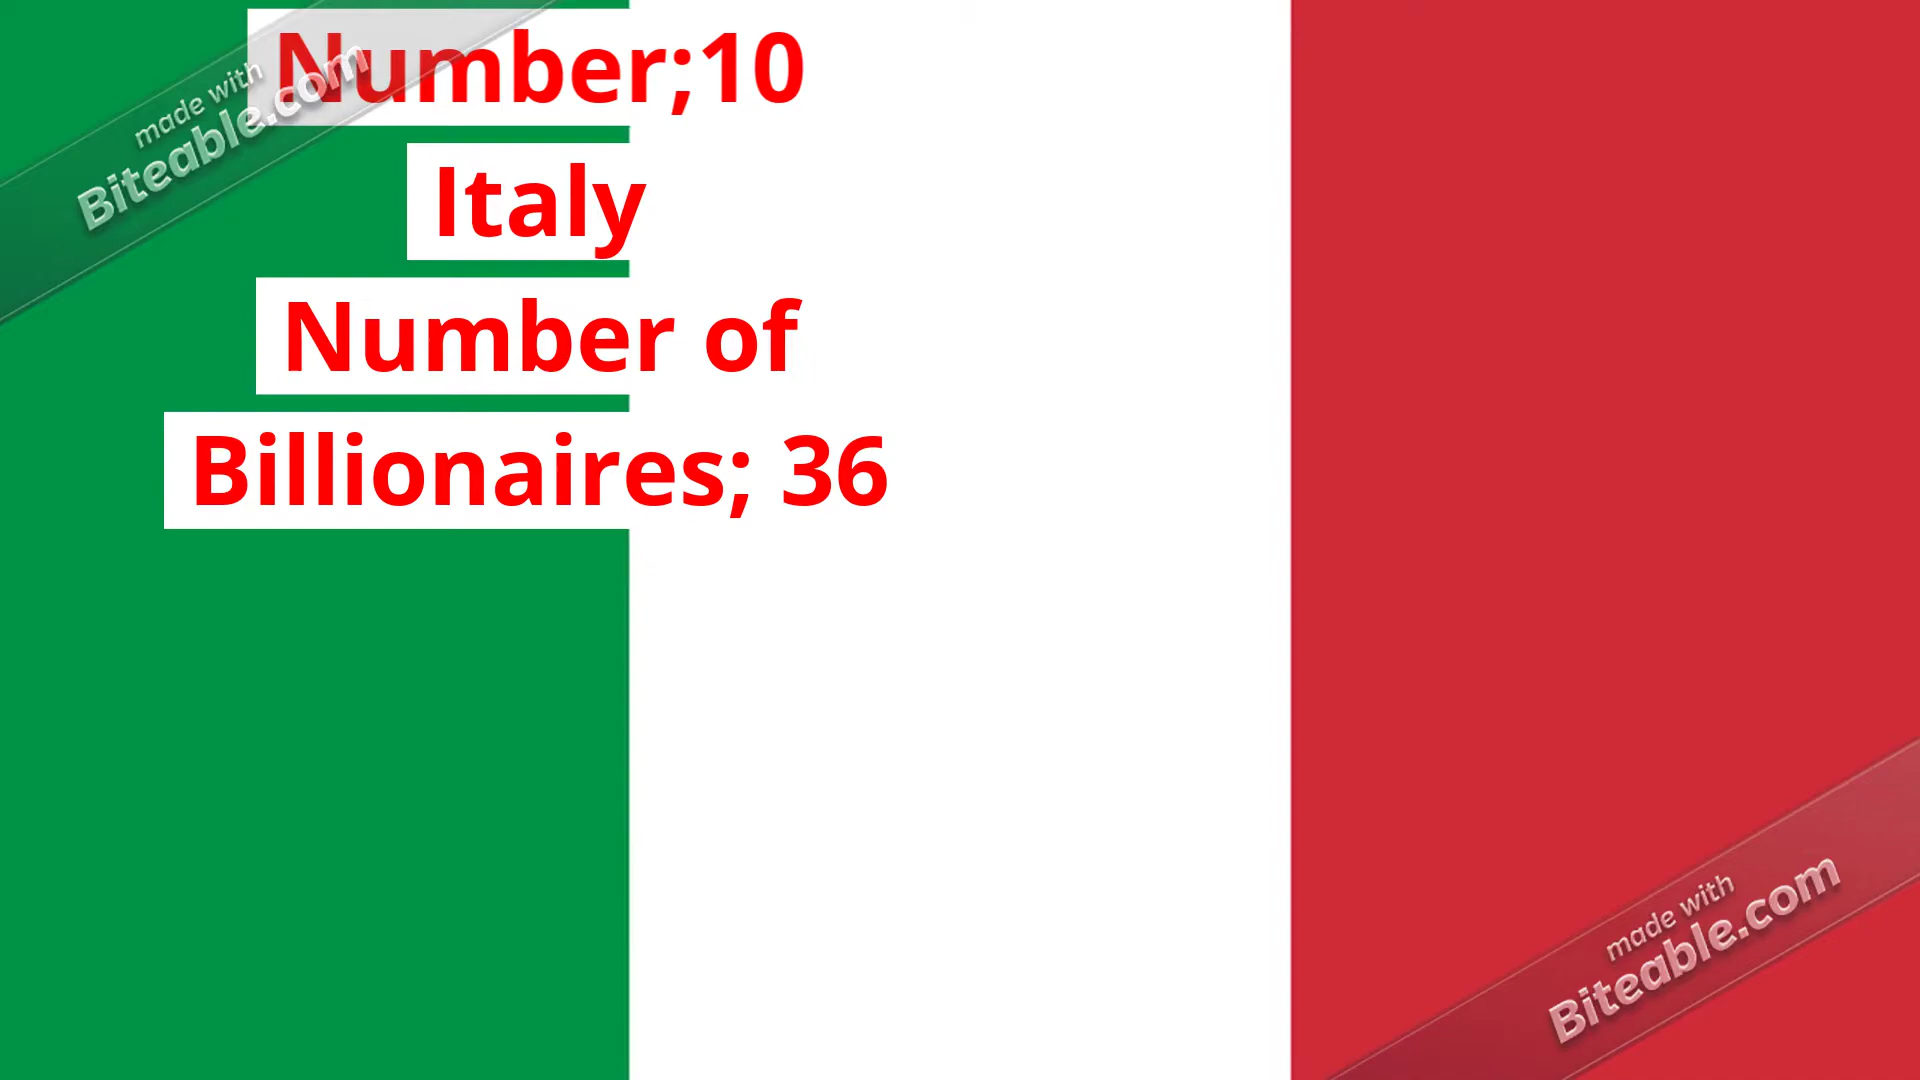 Number;10
Italy
Number of
Billionaires; 36
made with
Biteable.com
made with
Biteable.com